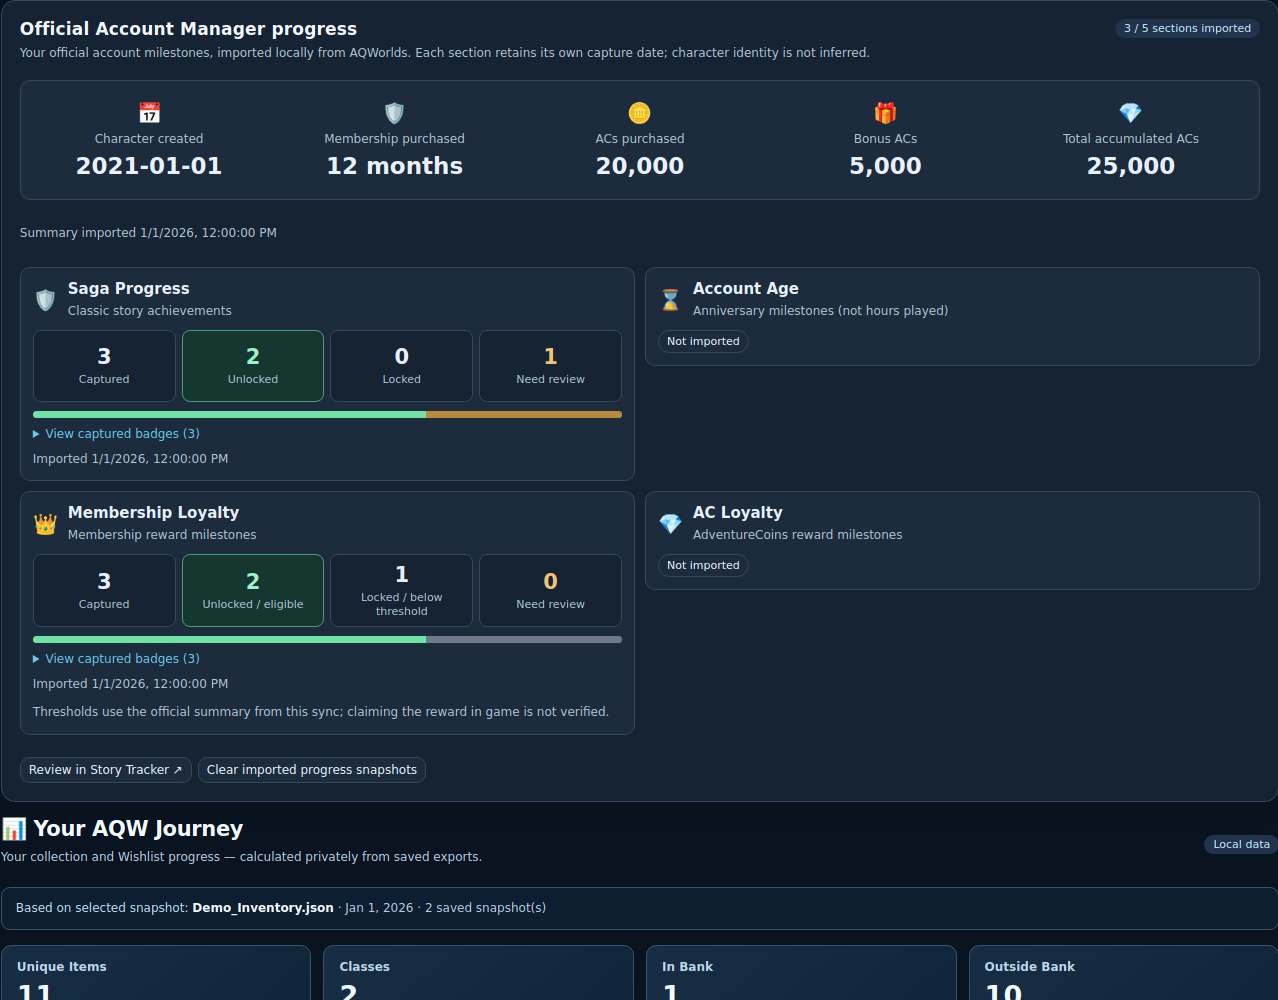 Official Account Manager progress
3 / 5 sections imported
Your official account milestones, imported locally from AQWorlds. Each section retains its own capture date; character identity is not inferred.
Character created
2021-01-01
Membership purchased
12 months
ACs purchased
20,000
Bonus ACs
5,000
Total accumulated ACs
25,000
Summary imported 1/1/2026, 12:00:00 PM
Saga Progress
Classic story achievements
3
Captured
2
Unlocked
0
Locked
1
Need review
▶ View captured badges (3)
Imported 1/1/2026, 12:00:00 PM
Account Age
Anniversary milestones (not hours played)
Not imported
Membership Loyalty
Membership reward milestones
3
Captured
2
Unlocked / eligible
1
Locked / below
threshold
0
Need review
▶ View captured badges (3)
Imported 1/1/2026, 12:00:00 PM
Thresholds use the official summary from this sync; claiming the reward in game is not verified.
AC Loyalty
AdventureCoins reward milestones
Not imported
Review in Story Tracker ↗
Clear imported progress snapshots
Your AQW Journey
Your collection and Wishlist progress — calculated privately from saved exports.
Local data
Based on selected snapshot: Demo_Inventory.json · Jan 1, 2026 · 2 saved snapshot(s)
Unique Items
11
Classes
2
In Bank
1
Outside Bank
10